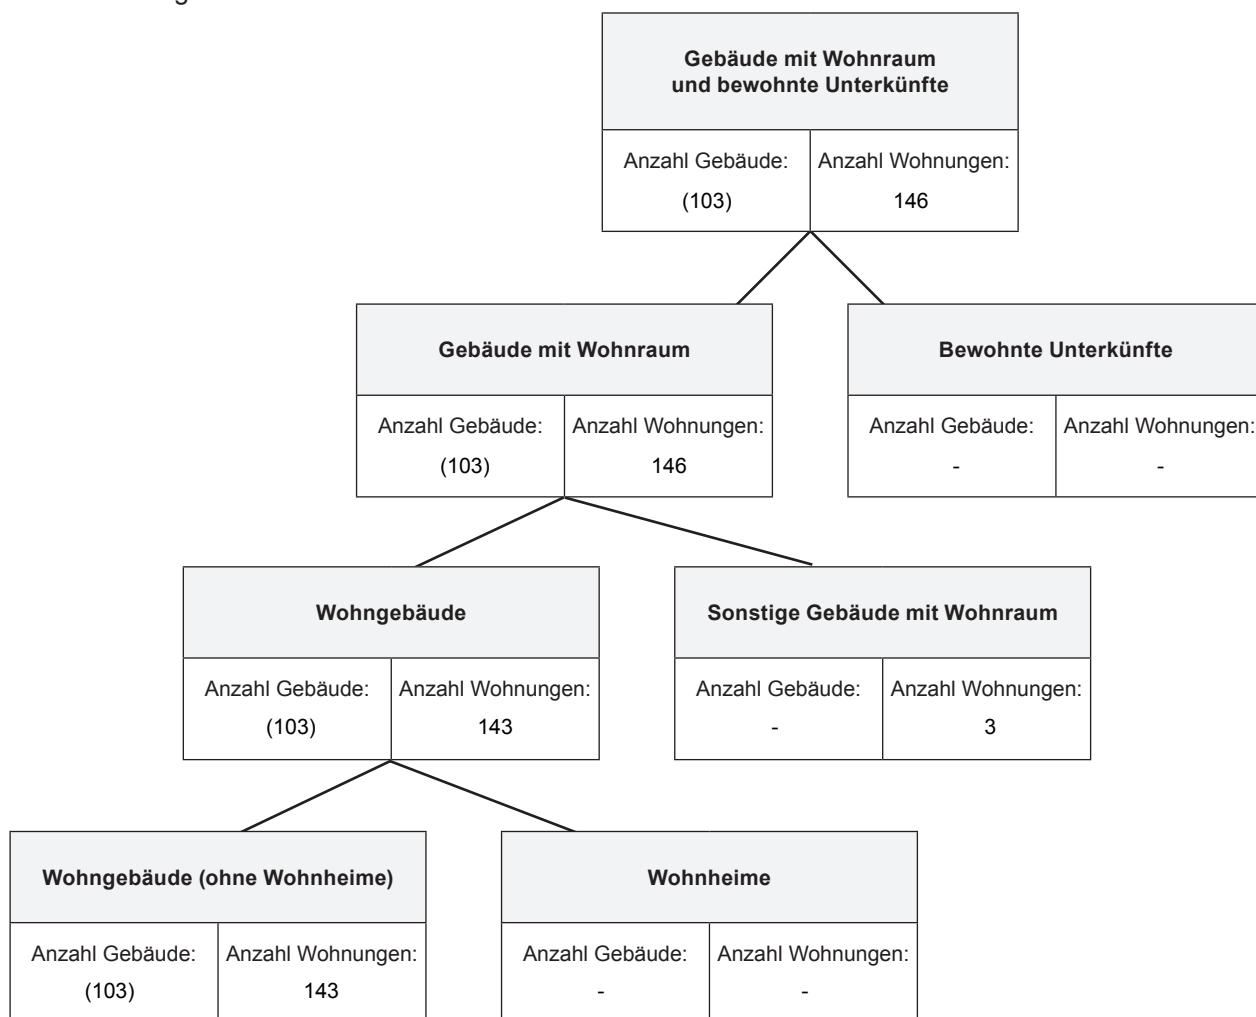 Gebäude mit Wohnraum
und bewohnte Unterkünfte
Anzahl Gebäude: Anzahl Wohnungen:
(103) 146
Gebäude mit Wohnraum
Anzahl Gebäude: Anzahl Wohnungen:
(103) 146
Bewohnte Unterkünfte
Anzahl Gebäude: Anzahl Wohnungen:
- -
Wohngebäude
Anzahl Gebäude: Anzahl Wohnungen:
(103) 143
Sonstige Gebäude mit Wohnraum
Anzahl Gebäude: Anzahl Wohnungen:
- 3
Wohngebäude (ohne Wohnheime)
Anzahl Gebäude: Anzahl Wohnungen:
(103) 143
Wohnheime
Anzahl Gebäude: Anzahl Wohnungen:
- -